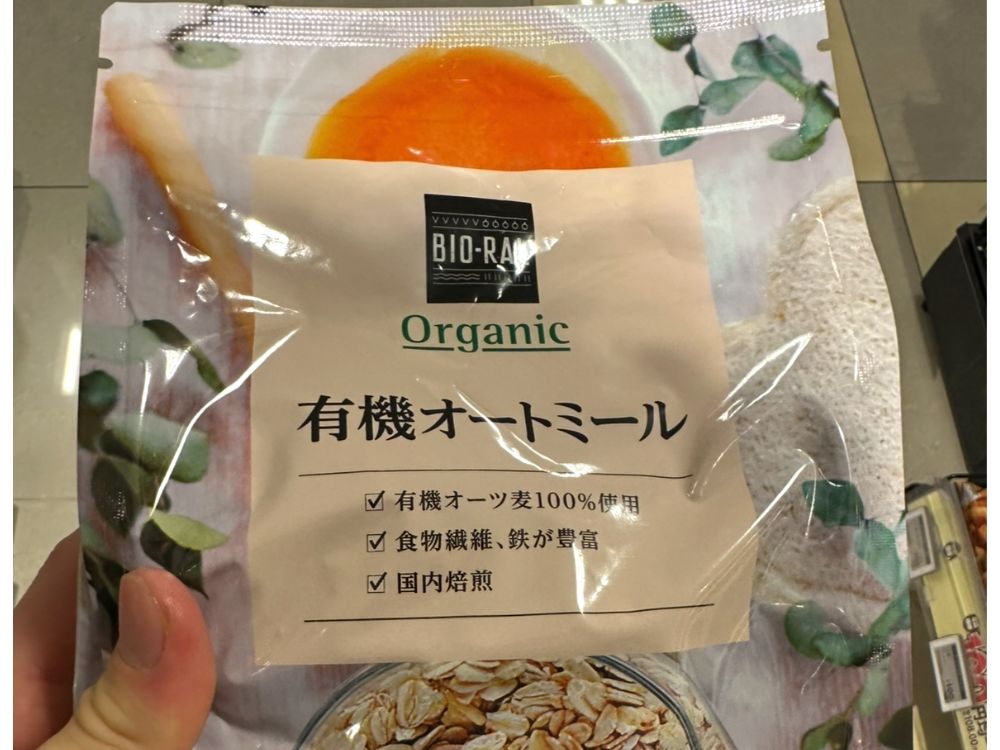 BIO-RAL
Organic
有機オートミール
有機オーツ麦100%使用
食物繊維、鉄が豊富
国内焙煎